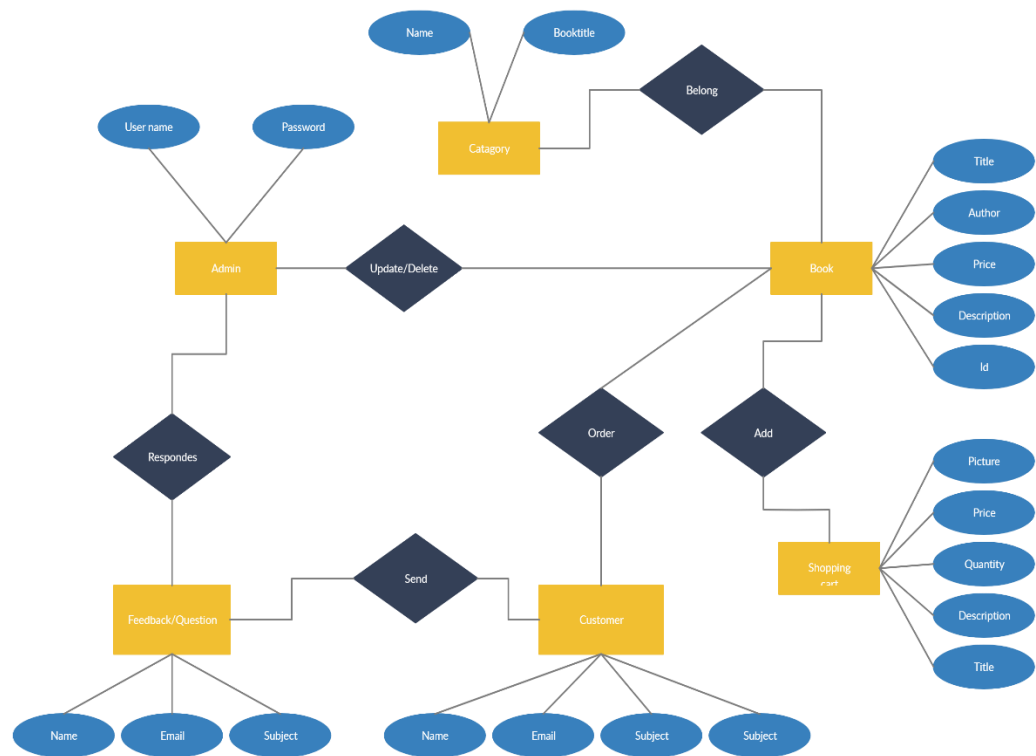 Name
Booktitle
Belong
User name
Password
Catagory
Title
Author
Admin
Update/Delete
Book
Price
Description
Id
Respondes
Order
Add
Picture
Price
Shopping
cart
Quantity
Send
Feedback/Question
Customer
Description
Title
Name
Email
Subject
Name
Email
Subject
Subject